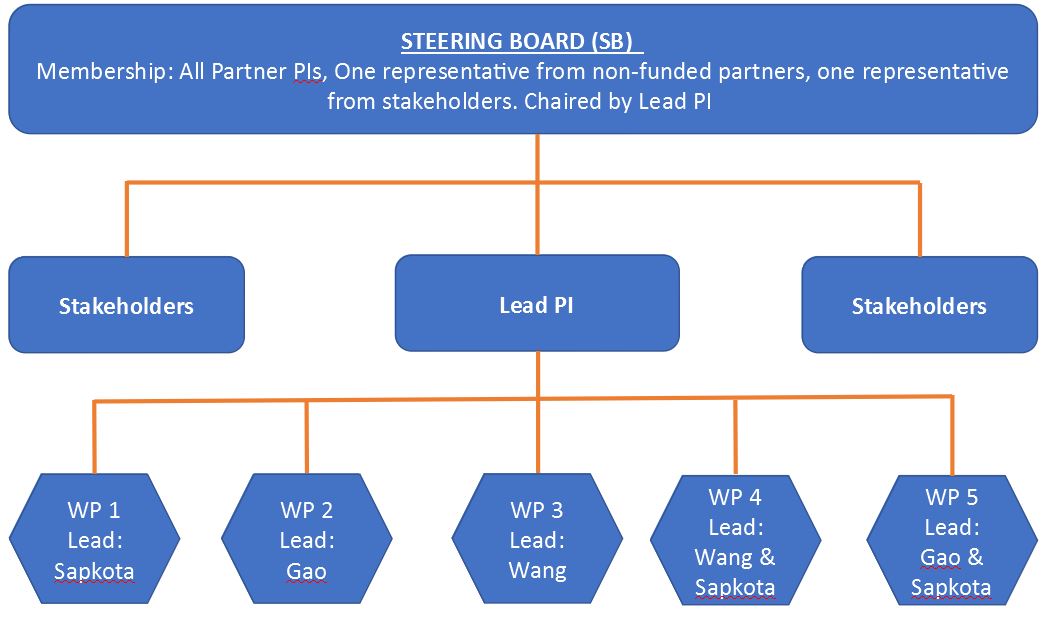 STEERING BOARD (SB)
Membership: All Partner PIs, One representative from non-funded partners, one representative
from stakeholders. Chaired by Lead PI
Stakeholders
Lead PI
Stakeholders
WP 1
Lead:
Sapkota
WP 2
Lead:
Gao
WP 3
Lead:
Wang
WP 4
Lead:
Wang &
Sapkota
WP 5
Lead:
Gao &
Sapkota